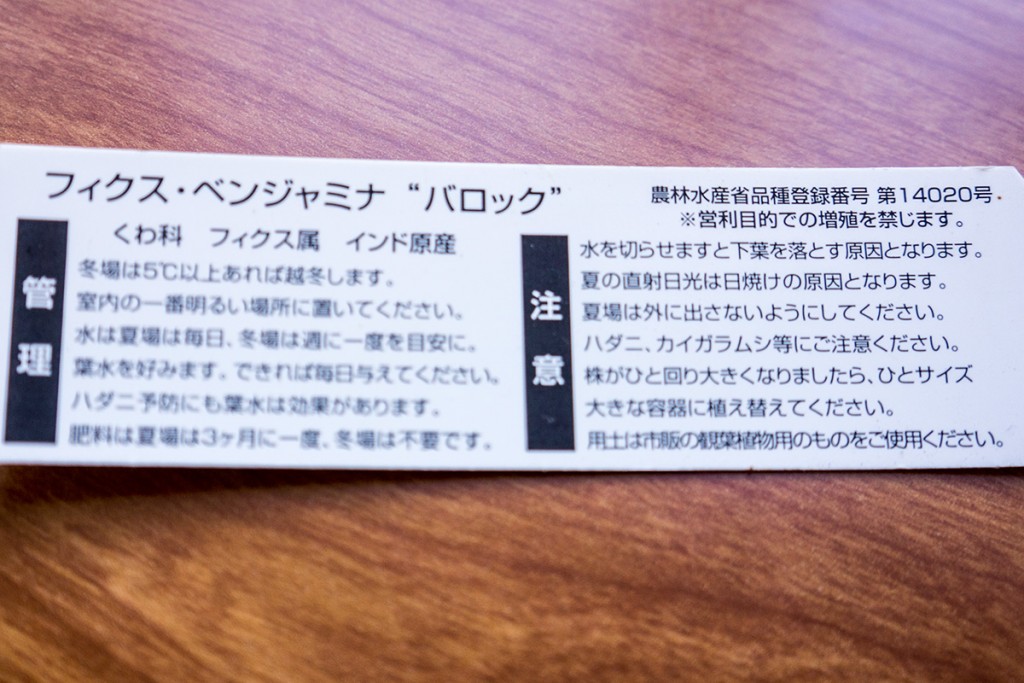 フィクス・ベンジャミナ “バロック”
農林水産省品種登録番号 第14020号.
※営利目的での増殖を禁じます。
管理
くわ科 フィクス属 インド原産
冬場は5℃以上あれば越冬します。
室内の一番明るい場所に置いてください。
水は夏場は毎日、冬場は週に一度を目安に。
葉水を好みます。できれば毎日与えてください。
ハダニ予防にも葉水は効果があります。
肥料は夏場は3ヶ月に一度、冬場は不要です。
注意
水を切らせますと下葉を落とす原因となります。
夏の直射日光は日焼けの原因となります。
夏場は外に出さないようにしてください。
ハダニ、カイガラムシ等にご注意ください。
株がひと回り大きくなりましたら、ひとサイズ
大きな容器に植え替えてください。
用土は市販の観葉植物用のものをご使用ください。